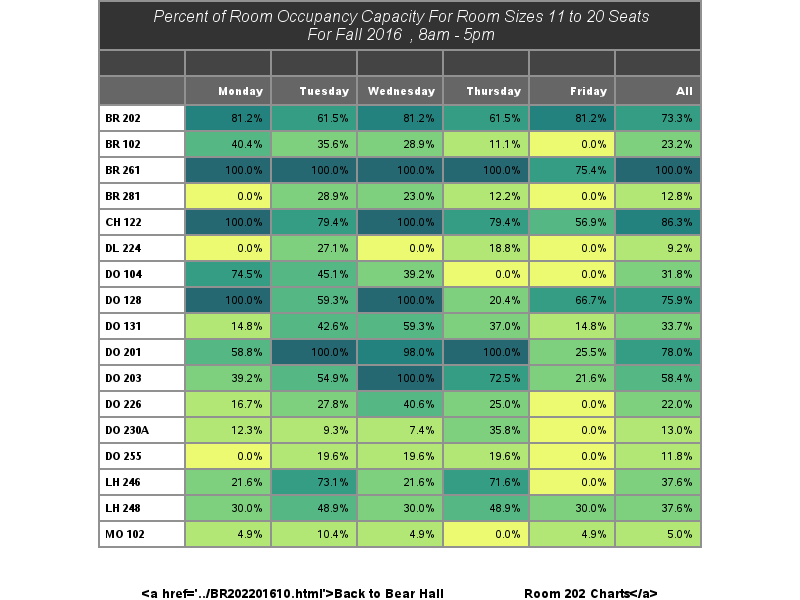 Percent of Room Occupancy Capacity For Room Sizes 11 to 20 Seats
For Fall 2016 , 8am - 5pm
Monday Tuesday Wednesday Thursday Friday All
BR 202 81.2% 61.5% 81.2% 61.5% 81.2% 73.3%
BR 102 40.4% 35.6% 28.9% 11.1% 0.0% 23.2%
BR 261 100.0% 100.0% 100.0% 100.0% 75.4% 100.0%
BR 281 0.0% 28.9% 23.0% 12.2% 0.0% 12.8%
CH 122 100.0% 79.4% 100.0% 79.4% 56.9% 86.3%
DL 224 0.0% 27.1% 0.0% 18.8% 0.0% 9.2%
DO 104 74.5% 45.1% 39.2% 0.0% 0.0% 31.8%
DO 128 100.0% 59.3% 100.0% 20.4% 66.7% 75.9%
DO 131 14.8% 42.6% 59.3% 37.0% 14.8% 33.7%
DO 201 58.8% 100.0% 98.0% 100.0% 25.5% 78.0%
DO 203 39.2% 54.9% 100.0% 72.5% 21.6% 58.4%
DO 226 16.7% 27.8% 40.6% 25.0% 0.0% 22.0%
DO 230A 12.3% 9.3% 7.4% 35.8% 0.0% 13.0%
DO 255 0.0% 19.6% 19.6% 19.6% 0.0% 11.8%
LH 246 21.6% 73.1% 21.6% 71.6% 0.0% 37.6%
LH 248 30.0% 48.9% 30.0% 48.9% 30.0% 37.6%
MO 102 4.9% 10.4% 4.9% 0.0% 4.9% 5.0%
<a href='../BR202201610.html'>Back to Bear Hall Room 202 Charts</a>